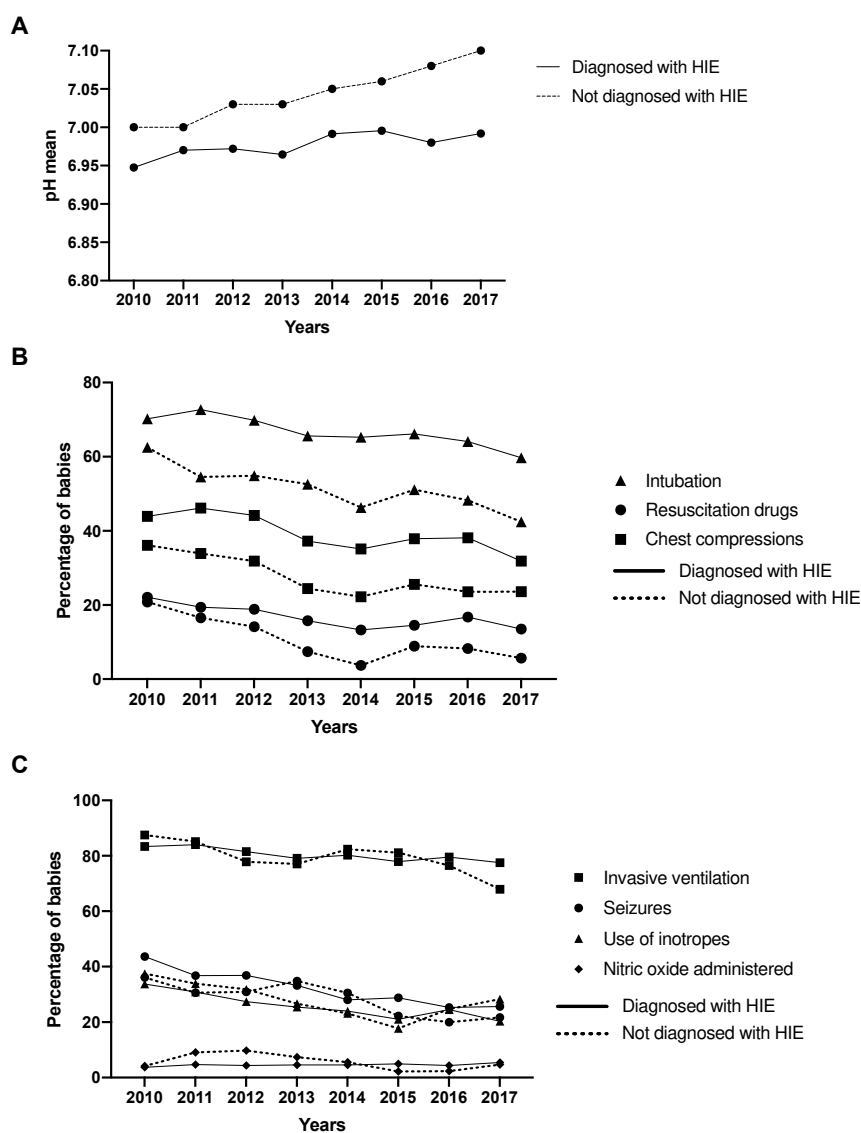 A
7.10
7.05
7.00
6.95
6.90
6.85
6.80
pH mean
2010 2011 2012 2013 2014 2015 2016 2017
Years
Diagnosed with HIE
Not diagnosed with HIE
B
80
60
40
20
0
Percentage of babies
2010 2011 2012 2013 2014 2015 2016 2017
Years
Intubation
Resuscitation drugs
Chest compressions
Diagnosed with HIE
Not diagnosed with HIE
C
100
80
60
40
20
0
Percentage of babies
2010 2011 2012 2013 2014 2015 2016 2017
Years
Invasive ventilation
Seizures
Use of inotropes
Nitric oxide administered
Diagnosed with HIE
Not diagnosed with HIE